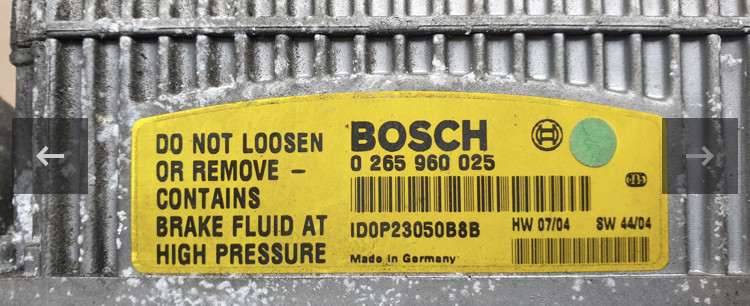 DO NOT LOOSEN
OR REMOVE –
CONTAINS
BRAKE FLUID AT
HIGH PRESSURE
BOSCH
0 265 960 025
ID0P23050B8B
HW 07/04 SW 44/04
Made in Germany